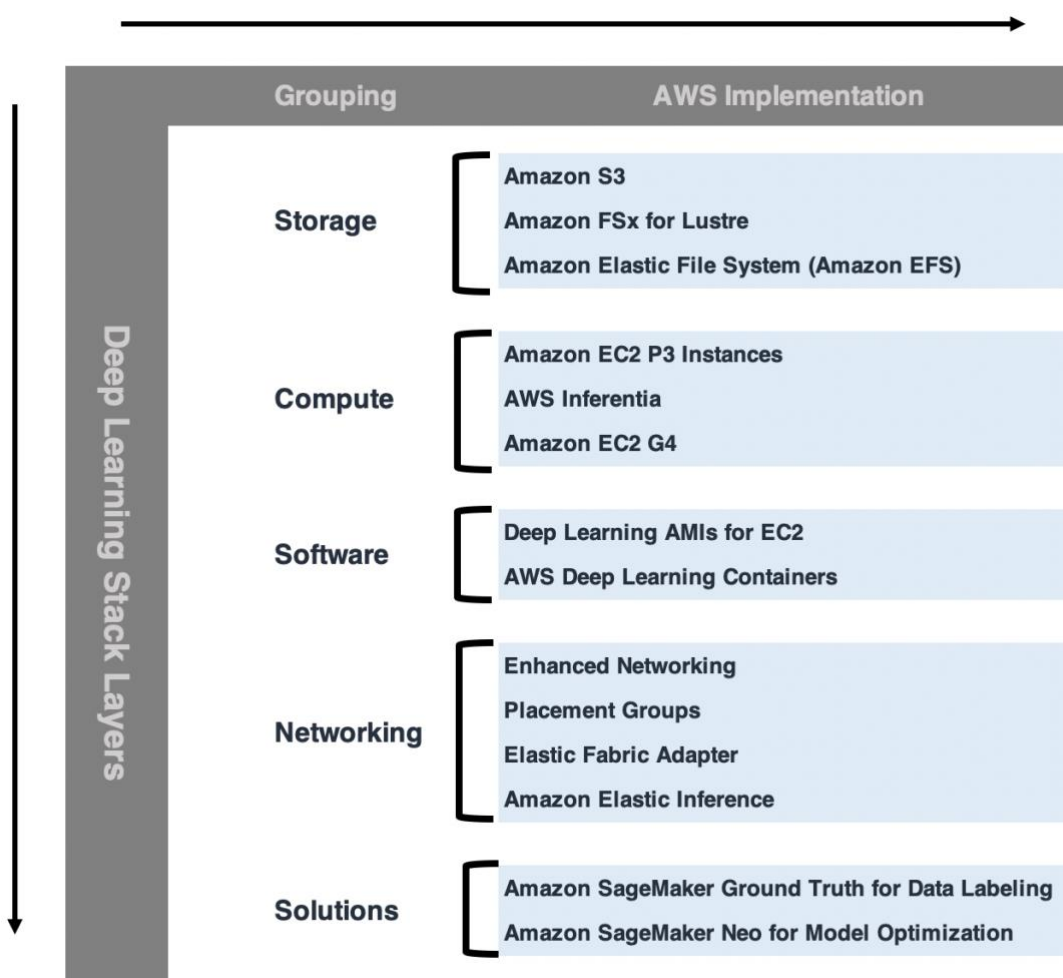 Grouping AWS Implementation
Deep Learning Stack Layers
Storage
Amazon S3
Amazon FSx for Lustre
Amazon Elastic File System (Amazon EFS)
Compute
Amazon EC2 P3 Instances
AWS Inferentia
Amazon EC2 G4
Software
Deep Learning AMIs for EC2
AWS Deep Learning Containers
Networking
Enhanced Networking
Placement Groups
Elastic Fabric Adapter
Amazon Elastic Inference
Solutions
Amazon SageMaker Ground Truth for Data Labeling
Amazon SageMaker Neo for Model Optimization